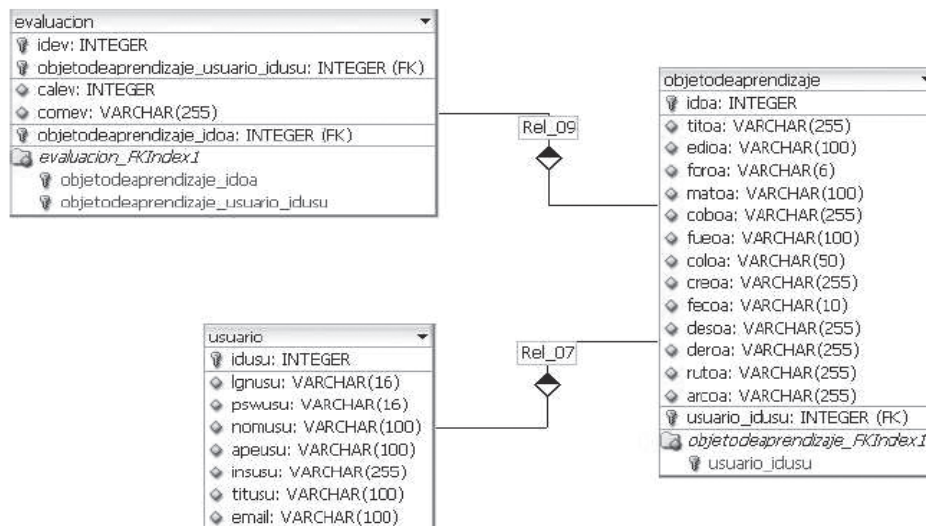 evaluacion
idev: INTEGER
objetodeaprendizaje_usuario_idusu: INTEGER (FK)
calev: INTEGER
comev: VARCHAR(255)
objetodeaprendizaje_idoa: INTEGER (FK)
evaluacion_FKIndex1
objetodeaprendizaje_idoa
objetodeaprendizaje_usuario_idusu
Rel_09
objetodeaprendizaje
idoa: INTEGER
titoa: VARCHAR(255)
edioa: VARCHAR(100)
foroa: VARCHAR(6)
matoa: VARCHAR(100)
coboa: VARCHAR(255)
fueoa: VARCHAR(100)
coloa: VARCHAR(50)
creoa: VARCHAR(255)
fecoa: VARCHAR(10)
desoa: VARCHAR(255)
deroa: VARCHAR(255)
rutoa: VARCHAR(255)
arcoa: VARCHAR(255)
usuario_idusu: INTEGER (FK)
objetodeaprendizaje_FKIndex1
usuario_idusu
usuario
idusu: INTEGER
lgnusu: VARCHAR(16)
pswusu: VARCHAR(16)
nomusu: VARCHAR(100)
apeusu: VARCHAR(100)
insusu: VARCHAR(255)
titusu: VARCHAR(100)
email: VARCHAR(100)
Rel_07